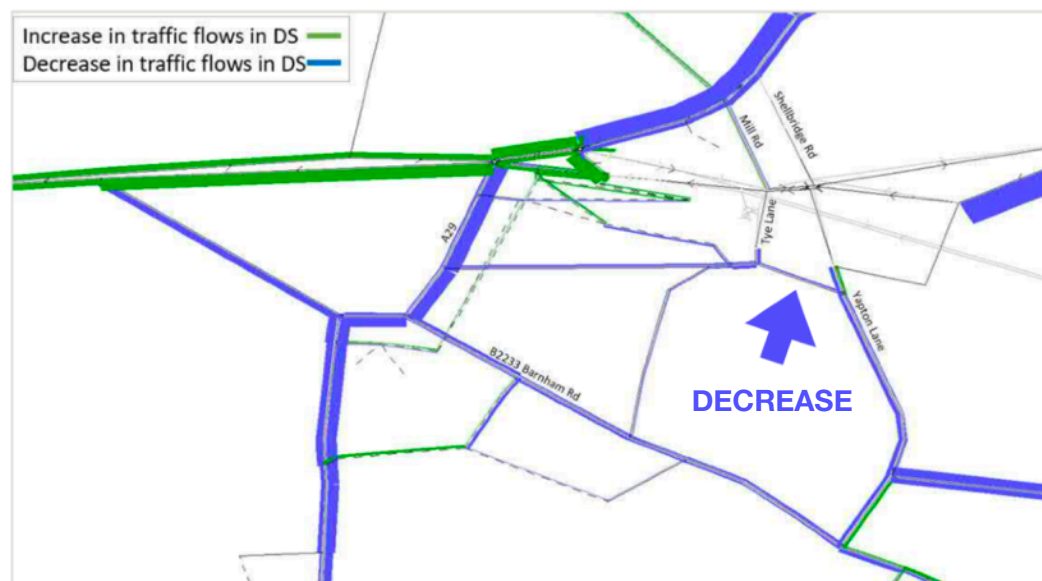 Increase in traffic flows in DS
Decrease in traffic flows in DS
Mill Rd
Shellbridge Rd
A29
Tye Lane
Yapton Lane
B2233 Barnham Rd
DECREASE